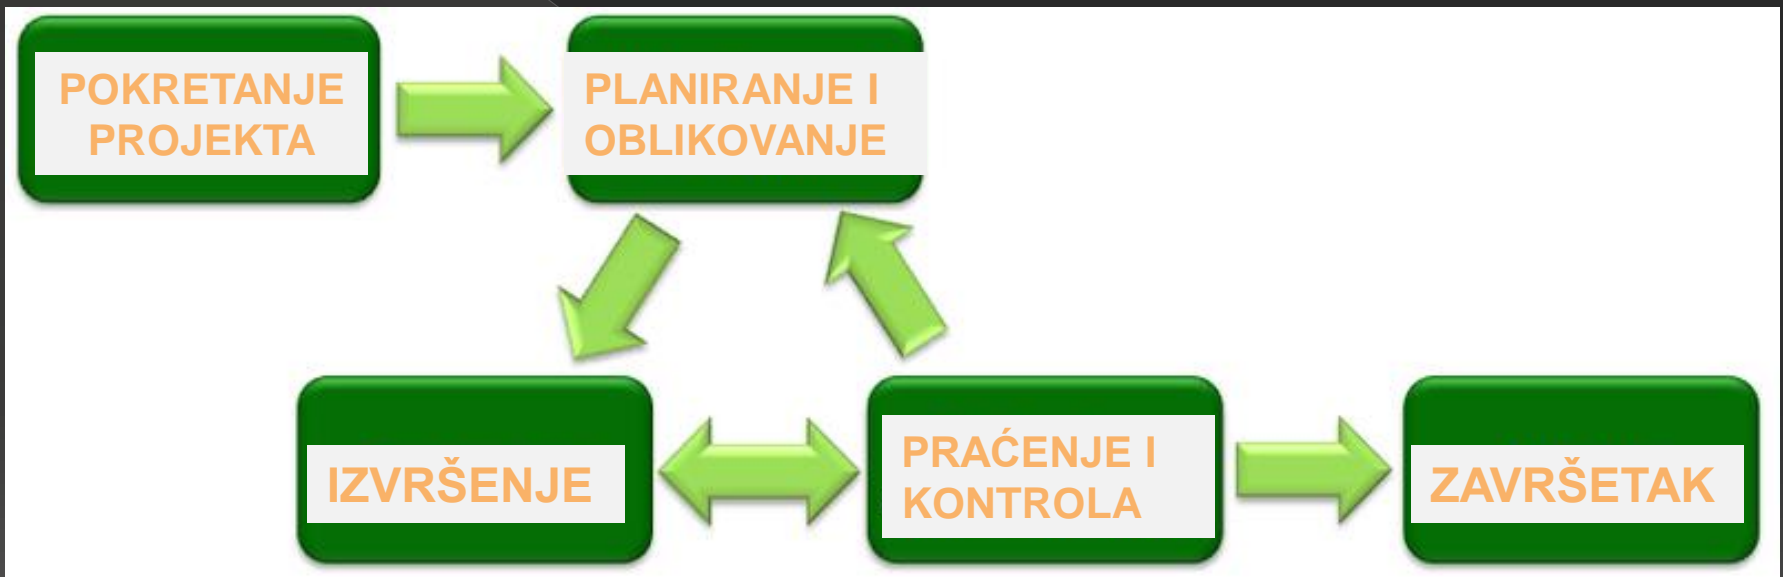 POKRETANJE
PROJEKTA
PLANIRANJE I
OBLIKOVANJE
IZVRŠENJE
PRAĆENJE I
KONTROLA
ZAVRŠETAK